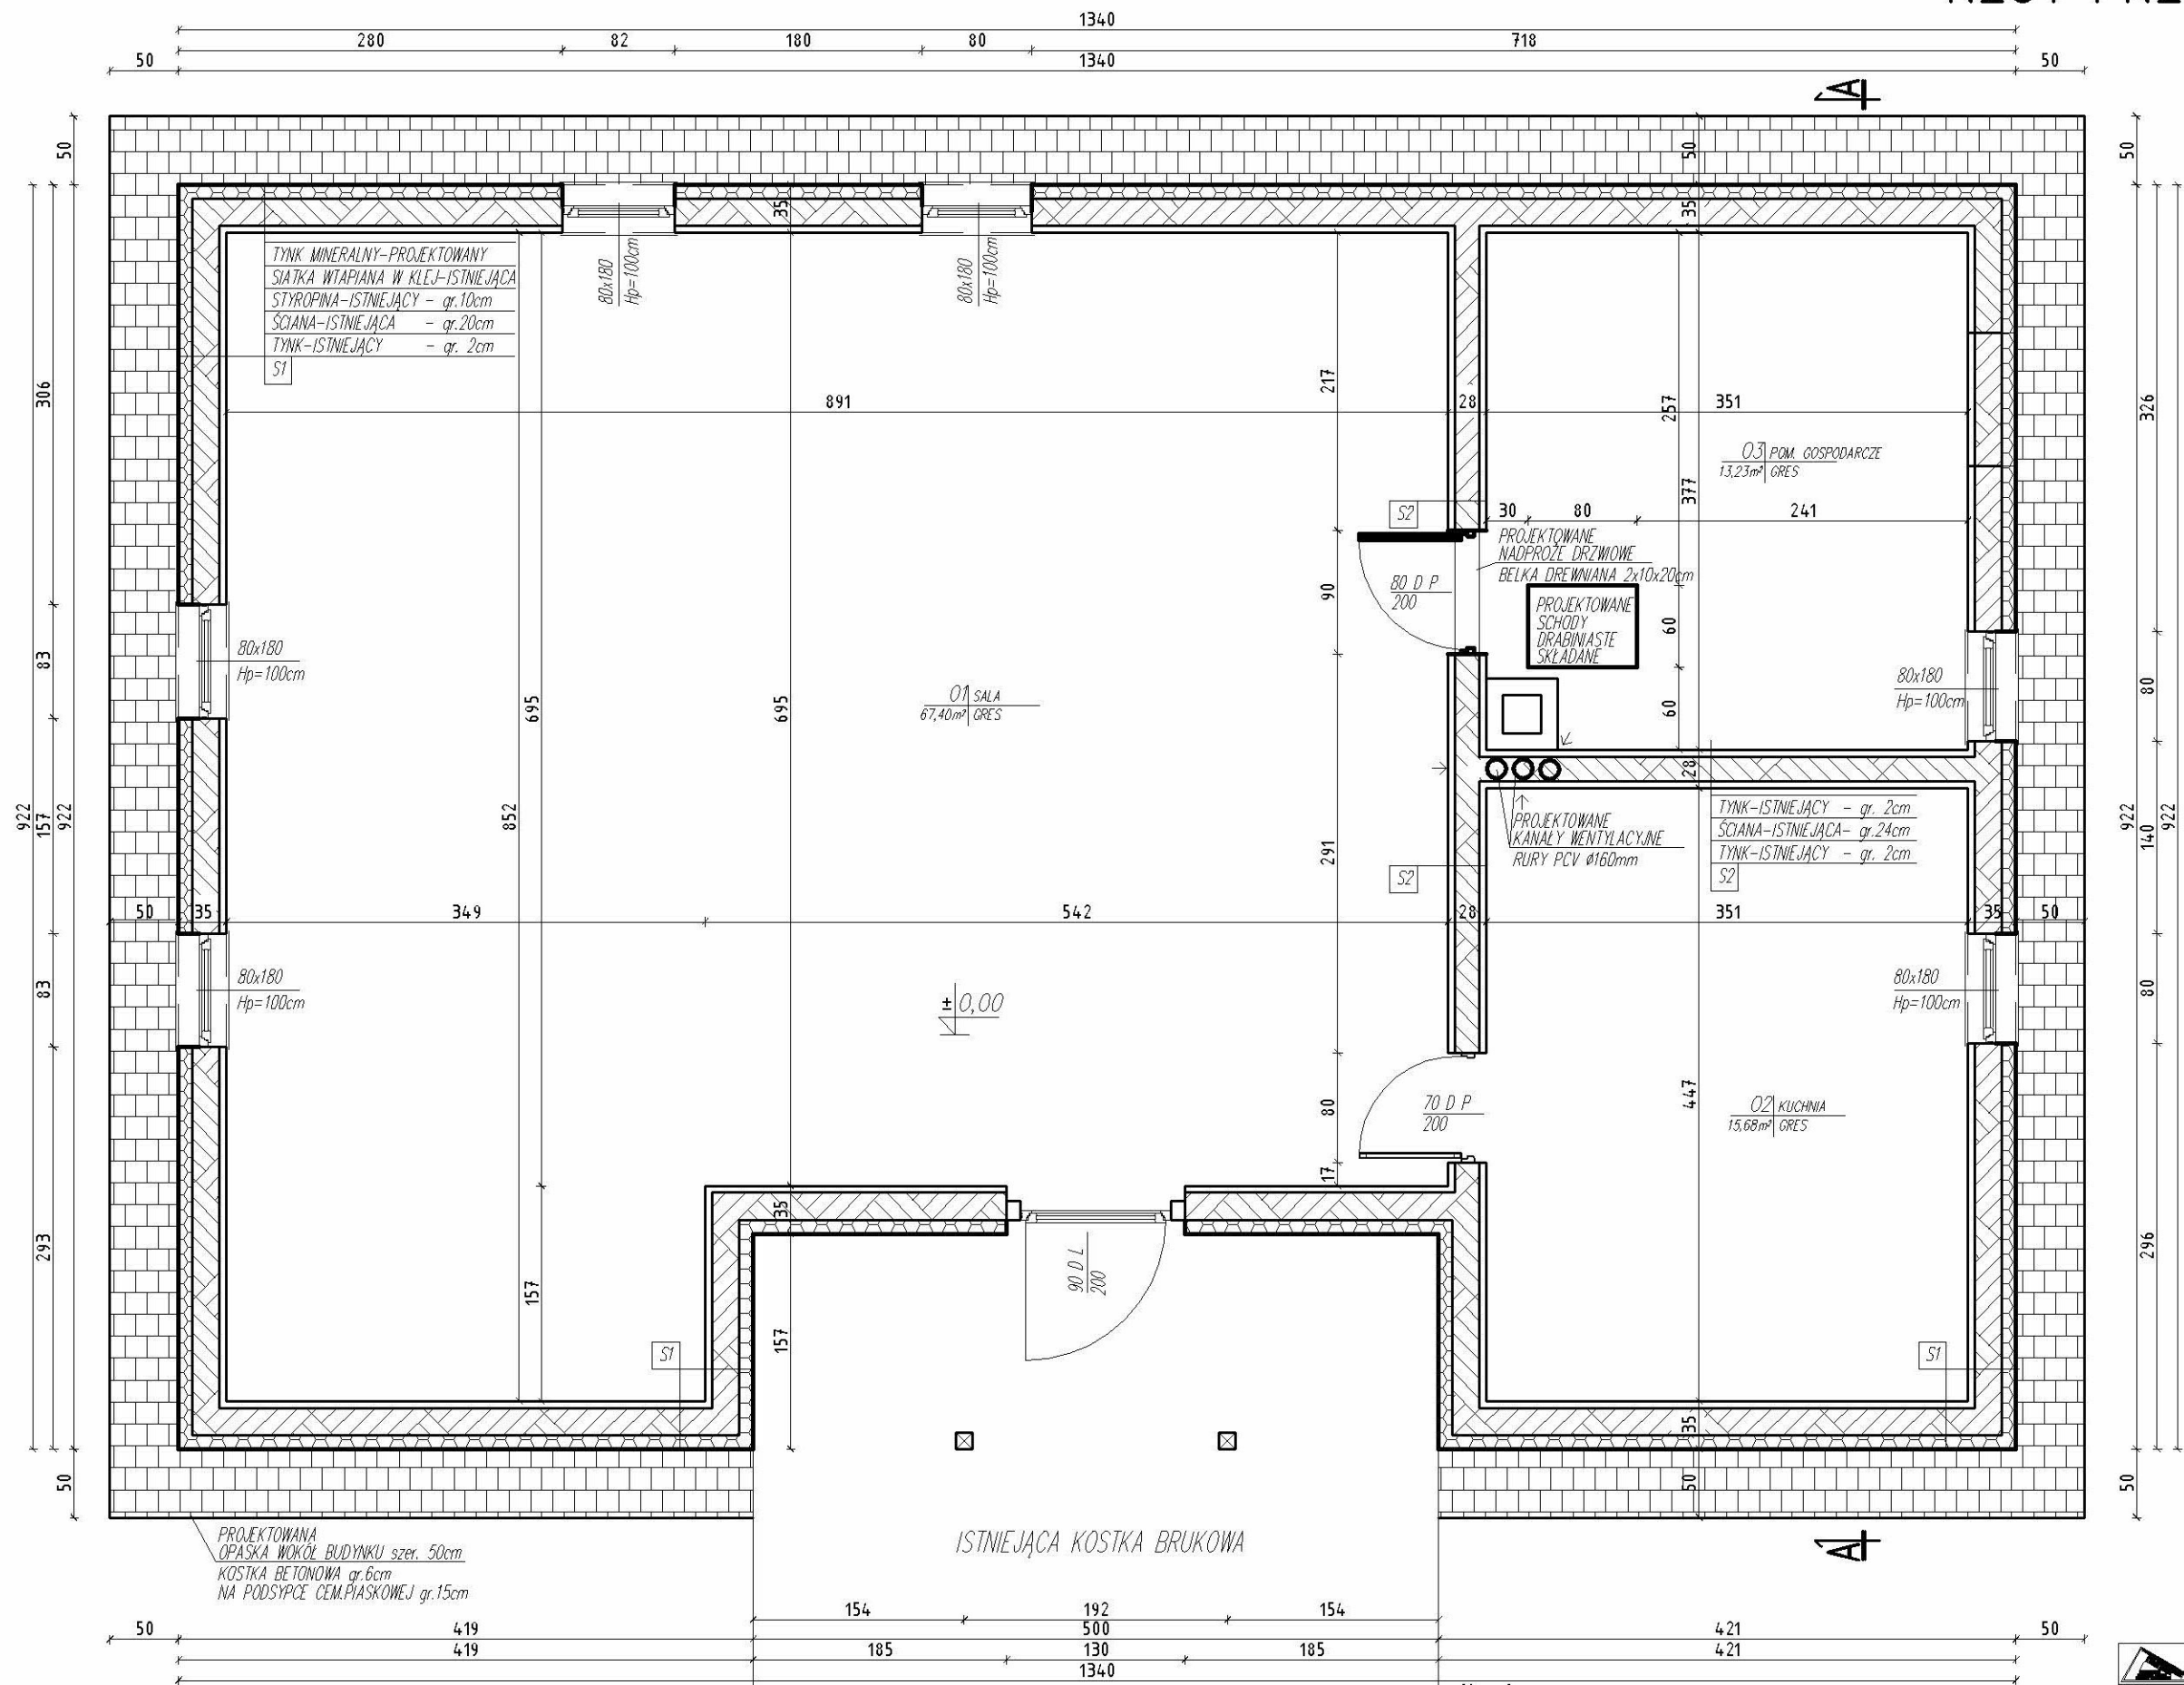 1340
280 82 180 80 718
50 1340 50
A
50 50 50
35 35
TYNK MINERALNY-PROJEKTOWANY
SIATKA WTAPIANA W KLEJ-ISTNIEJĄCA
STYROPINA-ISTNIEJĄCY - gr.10cm
ŚCIANA-ISTNIEJĄCA - gr.20cm
TYNK-ISTNIEJĄCY - gr. 2cm
S1
80x180
Hp=100cm
80x180
Hp=100cm
306 217 257 326
891 28 351
03 POM. GOSPODARCZE
13,23m² GRES
377
S2
30 80 241
PROJEKTOWANE
NADPROŻE DRZWIOWE
BELKA DREWNIANA 2x10x20cm
80 D P
200
90
PROJEKTOWANE
SCHODY
DRABINIASTE
SKŁADANE
60
60
83
80x180
Hp=100cm
695 695
01 SALA
67,40m² GRES
80x180
Hp=100cm
80
28
922 157 922
852
291
PROJEKTOWANE
KANAŁY WENTYLACYJNE
RURY PCV ø160mm
TYNK-ISTNIEJĄCY - gr. 2cm
ŚCIANA-ISTNIEJĄCA- gr.24cm
TYNK-ISTNIEJĄCY - gr. 2cm
S2
922 140 922
S2
50 35 349 542 28 351 35 50
83
80x180
Hp=100cm
±0,00
80x180
Hp=100cm
80
80
70 D P
200
447
02 KUCHNIA
15,68m² GRES
17
35
293
157
157
90 D L
200
296
S1
S1
35
50 50 50
PROJEKTOWANA
OPASKA WOKÓŁ BUDYNKU szer. 50cm
KOSTKA BETONOWA gr.6cm
NA PODSYPCE CEM.PIASKOWEJ gr.15cm
ISTNIEJĄCA KOSTKA BRUKOWA
A
154 192 154
50 419 500 421 50
419 185 130 185 421
1340